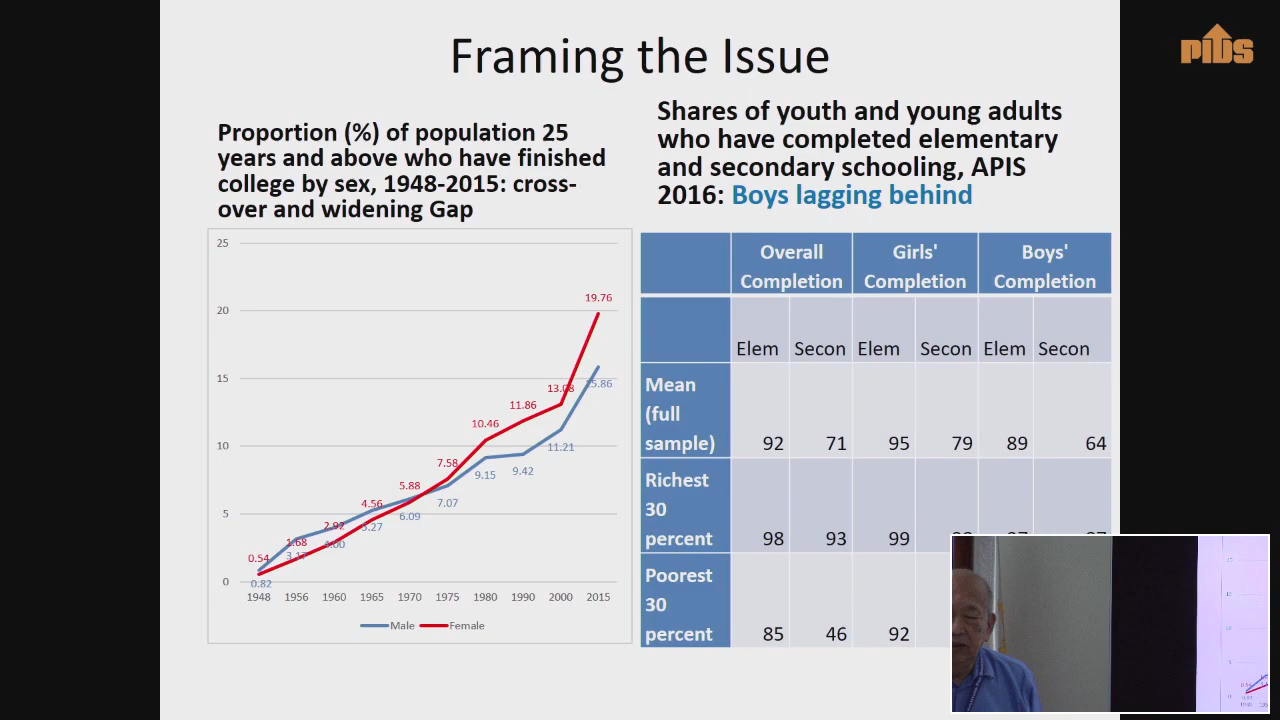 Framing the Issue
PIDS
Proportion (%) of population 25
years and above who have finished
college by sex, 1948-2015: cross-
over and widening Gap
Shares of youth and young adults
who have completed elementary
and secondary schooling, APIS
2016: Boys lagging behind
25
20
15
10
5
0
19.76
13.08
15.86
11.86
10.46
11.21
9.15
9.42
7.58
7.07
5.88
6.09
4.56
5.27
2.92
4.00
1.68
0.54
0.82
1948 1956 1960 1965 1970 1975 1980 1990 2000 2015
Male Female
Overall Completion Girls' Completion Boys' Completion
Elem Secon Elem Secon Elem Secon
Mean (full sample) 92 71 95 79 89 64
Richest 30 percent 98 93 99
Poorest 30 percent 85 46 92